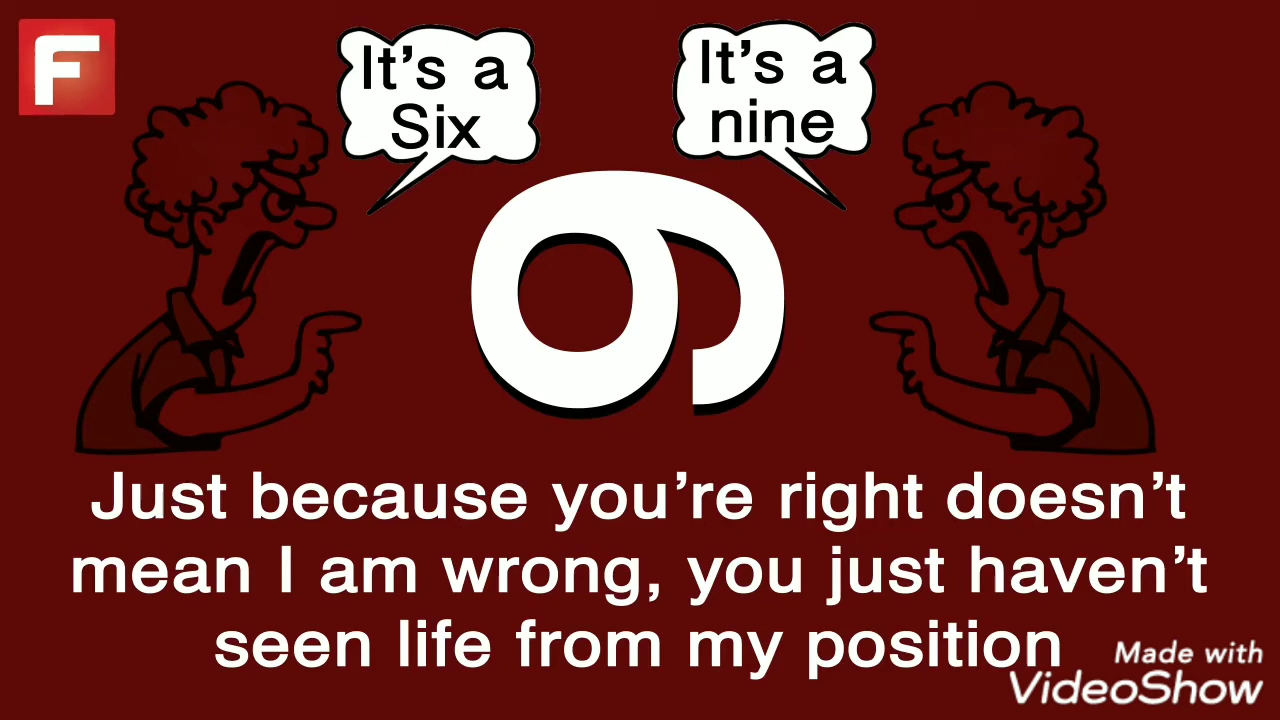 F
It's a
Six
It's a
nine
6
Just because you're right doesn't
mean I am wrong, you just haven't
seen life from my position
Made with
VideoShow